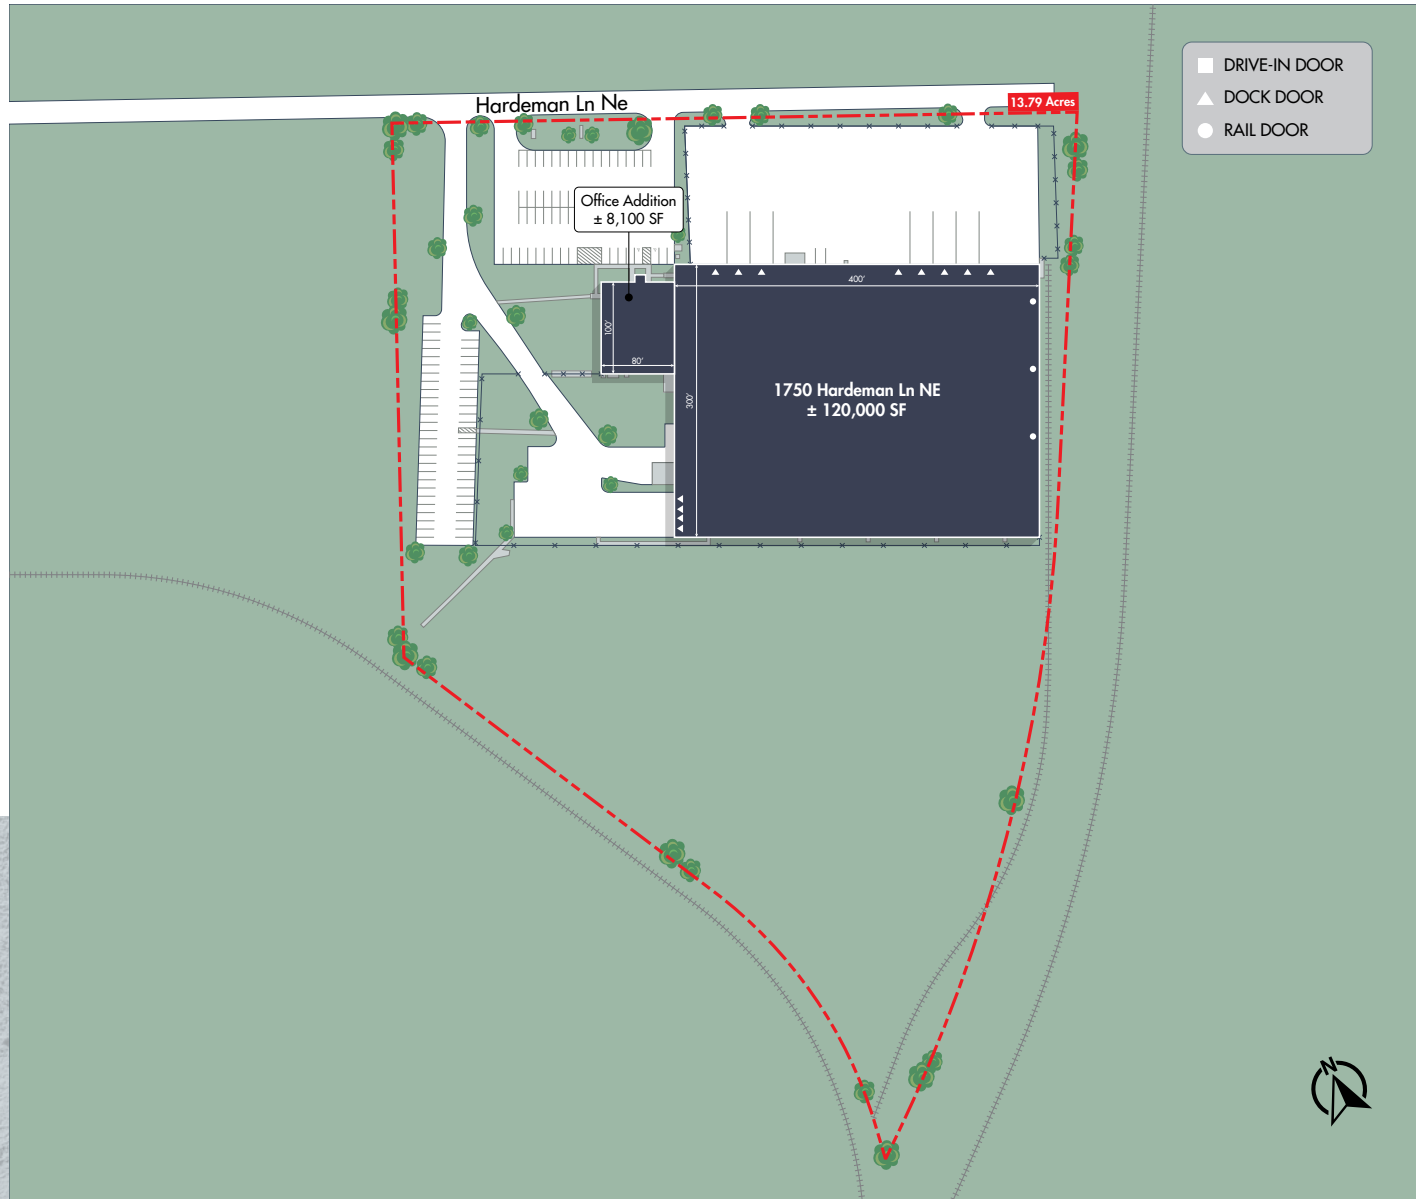 DRIVE-IN DOOR
DOCK DOOR
RAIL DOOR
Hardeman Ln Ne
13.79 Acres
Office Addition
± 8,100 SF
400'
100'
80'
300'
1750 Hardeman Ln NE
± 120,000 SF
N